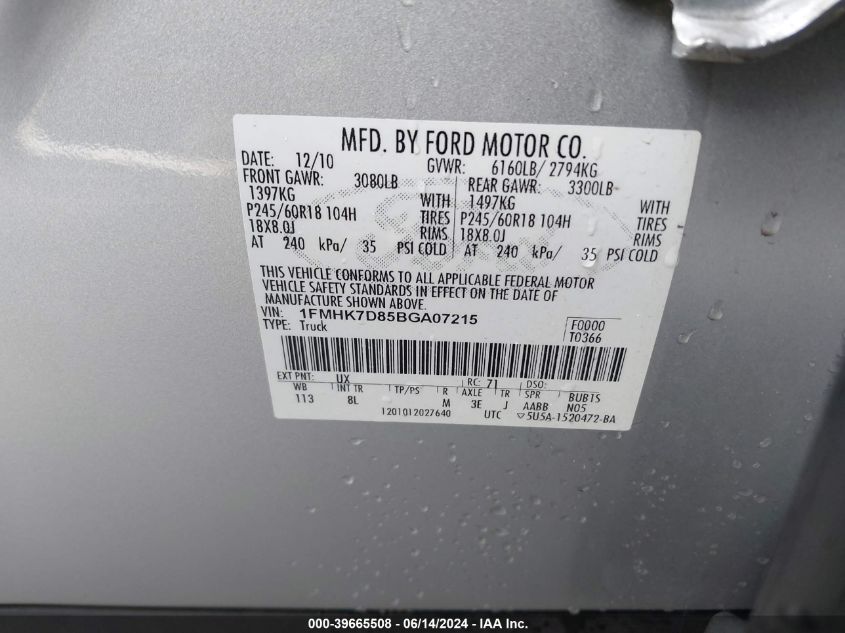 MFD. BY FORD MOTOR CO.
DATE: 12/10 GVWR: 6160LB/ 2794KG
FRONT GAWR: 3080LB REAR GAWR: 3300LB
1397KG WITH 1497KG WITH
P245/60R18 104H TIRES P245/60R18 104H TIRES
18X8.0J RIMS 18X8.0J RIMS
AT 240 kPa/ 35 PSI COLD AT 240 kPa/ 35 PSI COLD
THIS VEHICLE CONFORMS TO ALL APPLICABLE FEDERAL MOTOR
VEHICLE SAFETY STANDARDS IN EFFECT ON THE DATE OF
MANUFACTURE SHOWN ABOVE.
VIN: 1FMHK7D85BGA07215 F0000
TYPE: Truck T0366
EXT PNT: UX RC: 71 DSO:
WB INT TR TP/PS R AXLE TR SPR BUBTS
113 8L M 3E J AABB N05
1201012027640 UTC ▽5U5A-1520472-BA
000-39665508 - 06/14/2024 - IAA Inc.